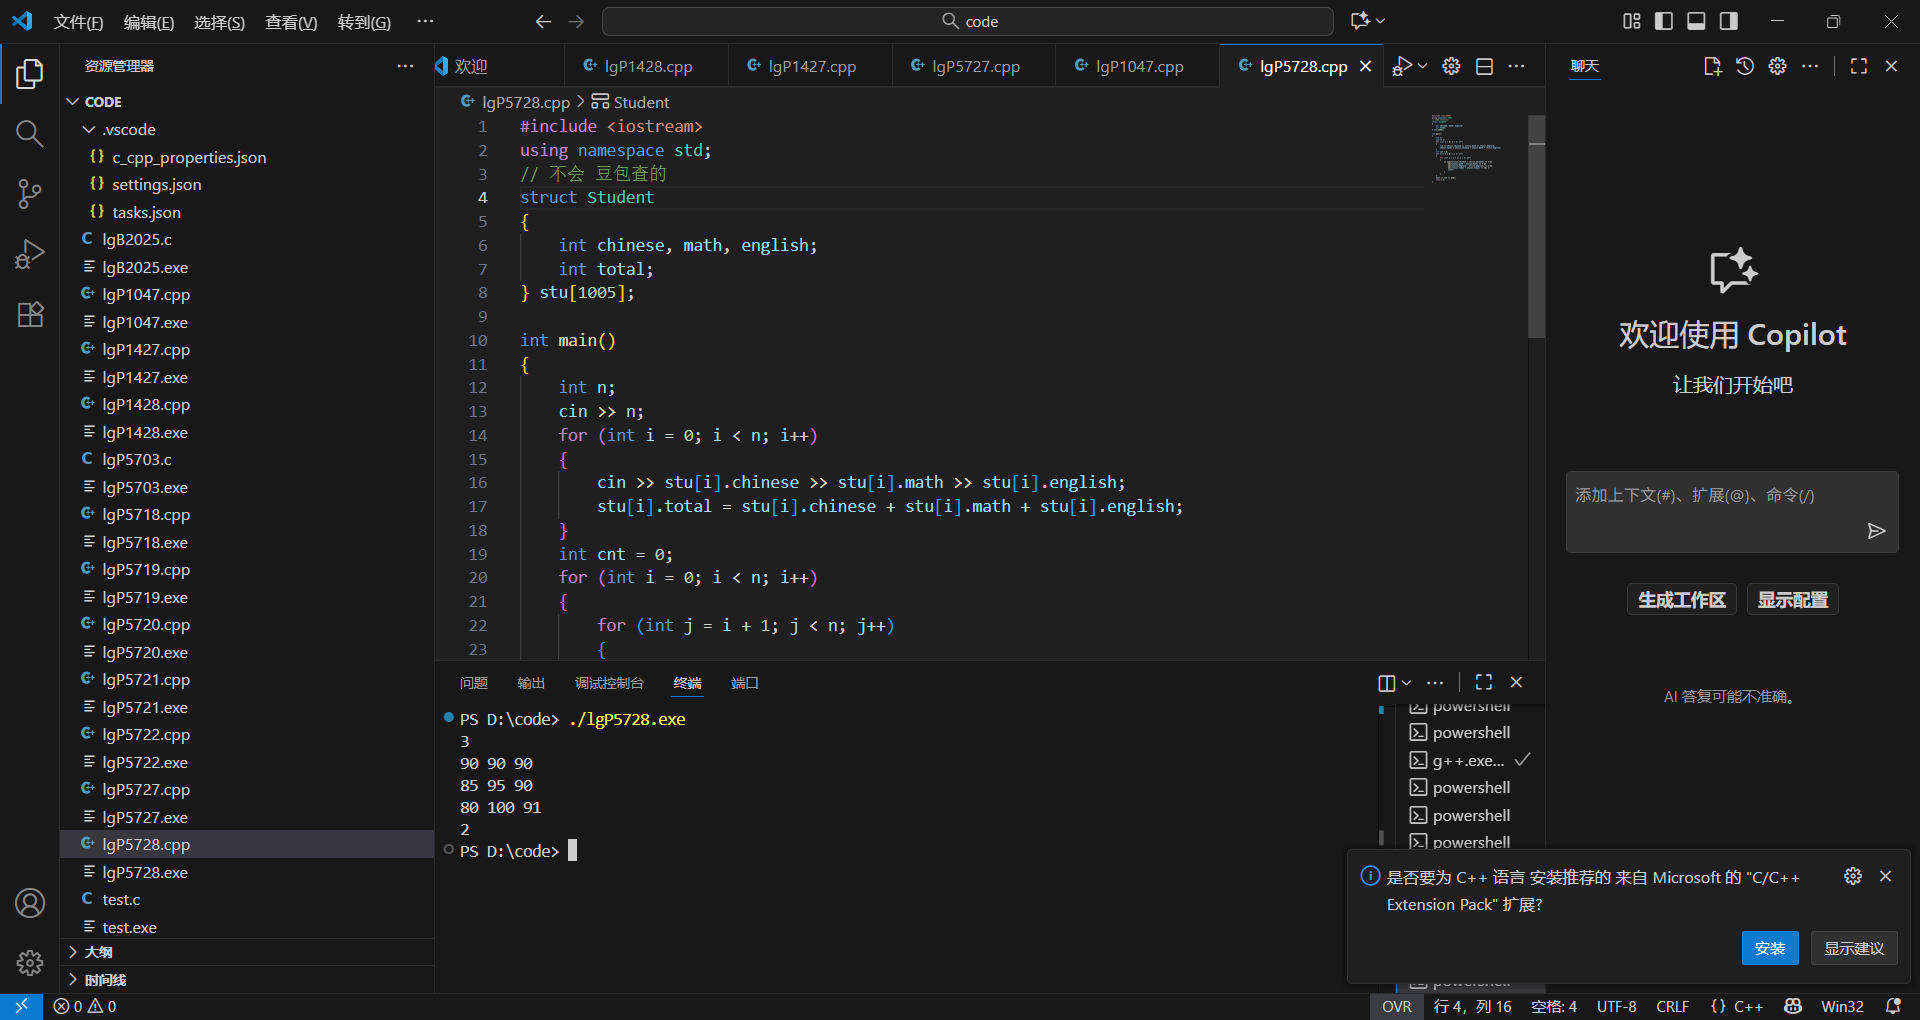 文件(F) 编辑(E) 选择(S) 查看(V) 转到(G) ··· code
资源管理器 ···
CODE
.vscode
{} c_cpp_properties.json
{} settings.json
{} tasks.json
C lgB2025.c
lgB2025.exe
lgP1047.cpp
lgP1047.exe
lgP1427.cpp
lgP1427.exe
lgP1428.cpp
lgP1428.exe
C lgP5703.c
lgP5703.exe
lgP5718.cpp
lgP5718.exe
lgP5719.cpp
lgP5719.exe
lgP5720.cpp
lgP5720.exe
lgP5721.cpp
lgP5721.exe
lgP5722.cpp
lgP5722.exe
lgP5727.cpp
lgP5727.exe
lgP5728.cpp
lgP5728.exe
C test.c
test.exe
大纲
时间线
欢迎 lgP1428.cpp lgP1427.cpp lgP5727.cpp lgP1047.cpp lgP5728.cpp
lgP5728.cpp > Student
1 #include <iostream>
2 using namespace std;
3 // 不会 豆包查的
4 struct Student
5 {
6 int chinese, math, english;
7 int total;
8 } stu[1005];
9
10 int main()
11 {
12 int n;
13 cin >> n;
14 for (int i = 0; i < n; i++)
15 {
16 cin >> stu[i].chinese >> stu[i].math >> stu[i].english;
17 stu[i].total = stu[i].chinese + stu[i].math + stu[i].english;
18 }
19 int cnt = 0;
20 for (int i = 0; i < n; i++)
21 {
22 for (int j = i + 1; j < n; j++)
23 {
问题 输出 调试控制台 终端 端口
PS D:\code> ./lgP5728.exe
3
90 90 90
85 95 90
80 100 91
2
PS D:\code>
powershell
powershell
g++.exe...
powershell
powershell
powershell
powershell
聊天
欢迎使用 Copilot
让我们开始吧
添加上下文(#)、扩展(@)、命令(/)
生成工作区 显示配置
AI 答复可能不准确。
是否要为 C++ 语言 安装推荐的 来自 Microsoft 的 "C/C++
Extension Pack" 扩展?
安装 显示建议
0 0 OVR 行 4，列 16 空格: 4 UTF-8 CRLF {} C++ Win32